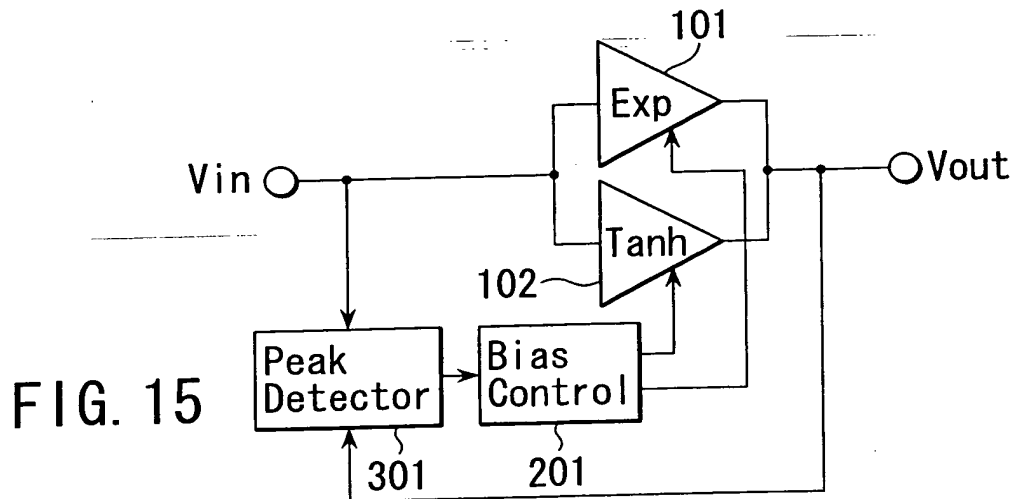 101
Exp
Vin
Vout
Tanh
102
Peak
Detector
Bias
Control
FIG. 15
301
201